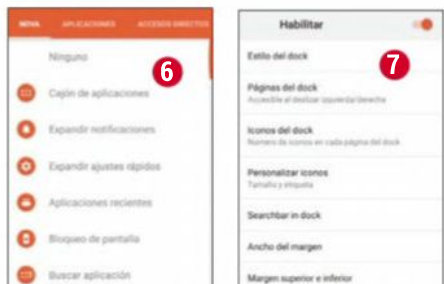 NOVA APLICACIONES ACCESOS DIRECTOS
Ninguno
6
Cajón de aplicaciones
Expandir notificaciones
Expandir ajustes rápidos
Aplicaciones recientes
Bloqueo de pantalla
Buscar aplicación
Habilitar
Estilo del dock
7
Páginas del dock
Accesible al deslizar izquierda/derecha
Iconos del dock
Número de iconos en cada página del dock
Personalizar iconos
Tamaño y etiqueta
Searchbar in dock
Ancho del margen
Margen superior e inferior